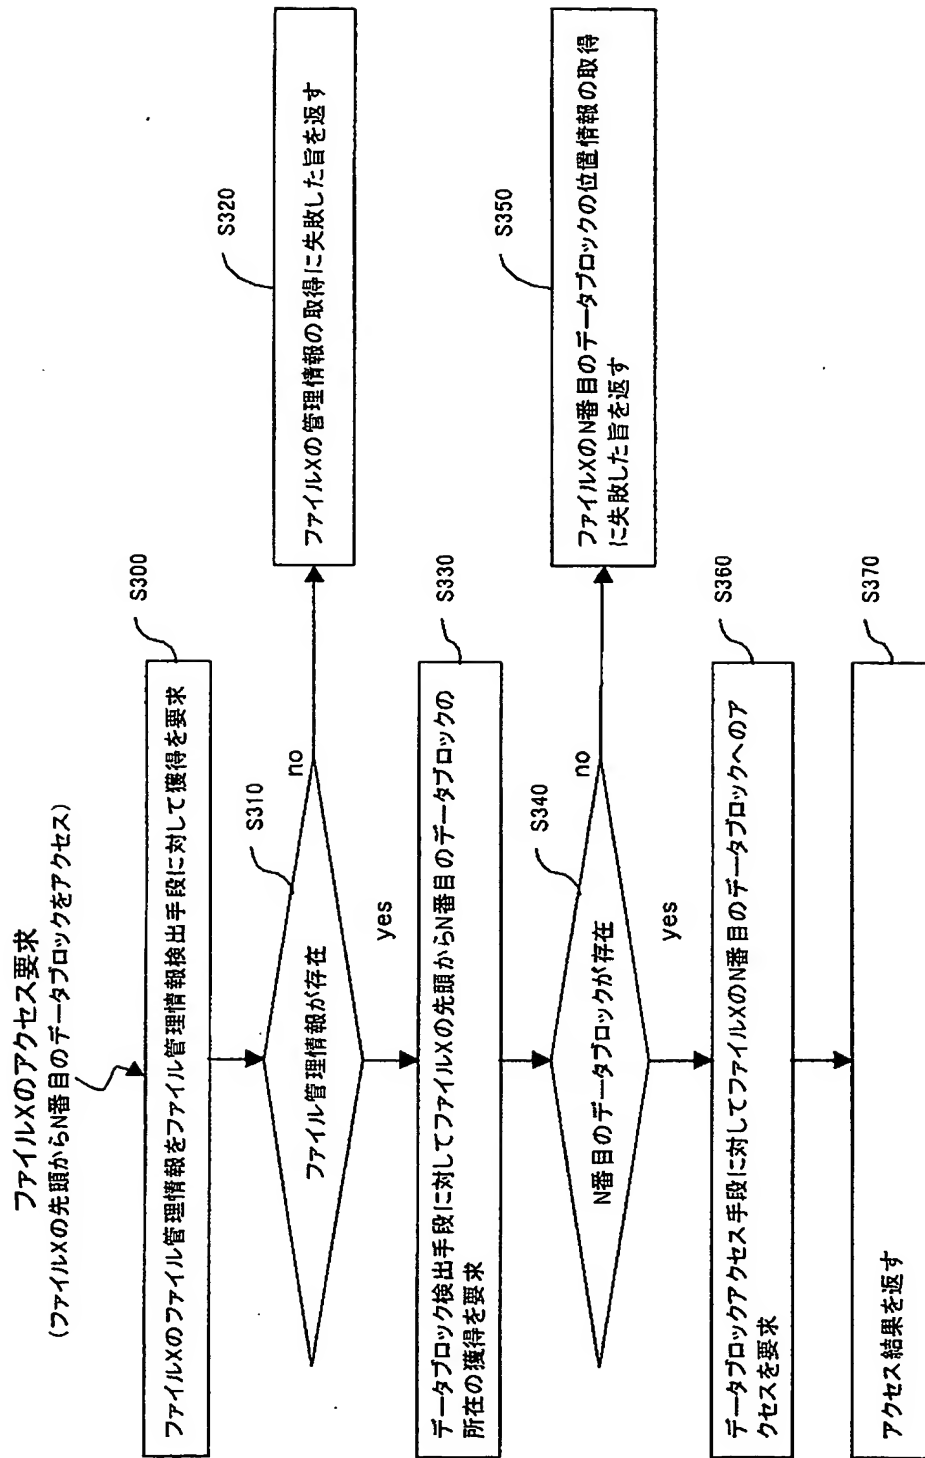 ファイルXのアクセス要求
(ファイルXの先頭からN番目のデータブロックをアクセス)
S300
ファイルXのファイル管理情報をファイル管理情報検出手段に対して獲得を要求
S310
ファイル管理情報が存在
no
S320
ファイルXの管理情報の取得に失敗した旨を返す
yes
S330
データブロック検出手段に対してファイルXの先頭からN番目のデータブロックの
所在の獲得を要求
S340
N番目のデータブロックが存在
no
S350
ファイルXのN番目のデータブロックの位置情報の取得
に失敗した旨を返す
yes
S360
データブロックアクセス手段に対してファイルXのN番目のデータブロックへのア
クセスを要求
S370
アクセス結果を返す